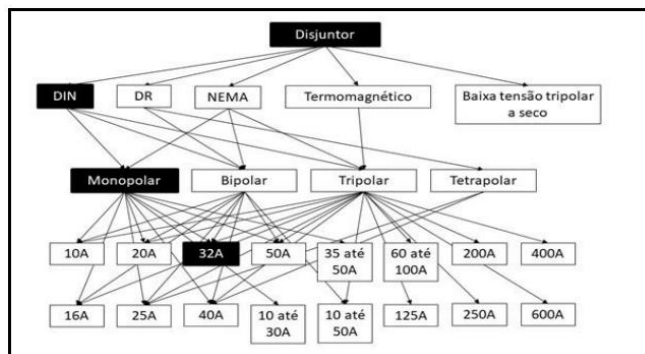 Disjuntor
DIN
DR
NEMA
Termomagnético
Baixa tensão tripolar
a seco
Monopolar
Bipolar
Tripolar
Tetrapolar
10A
20A
32A
50A
35 até
50A
60 até
100A
200A
400A
16A
25A
40A
10 até
30A
10 até
50A
125A
250A
600A